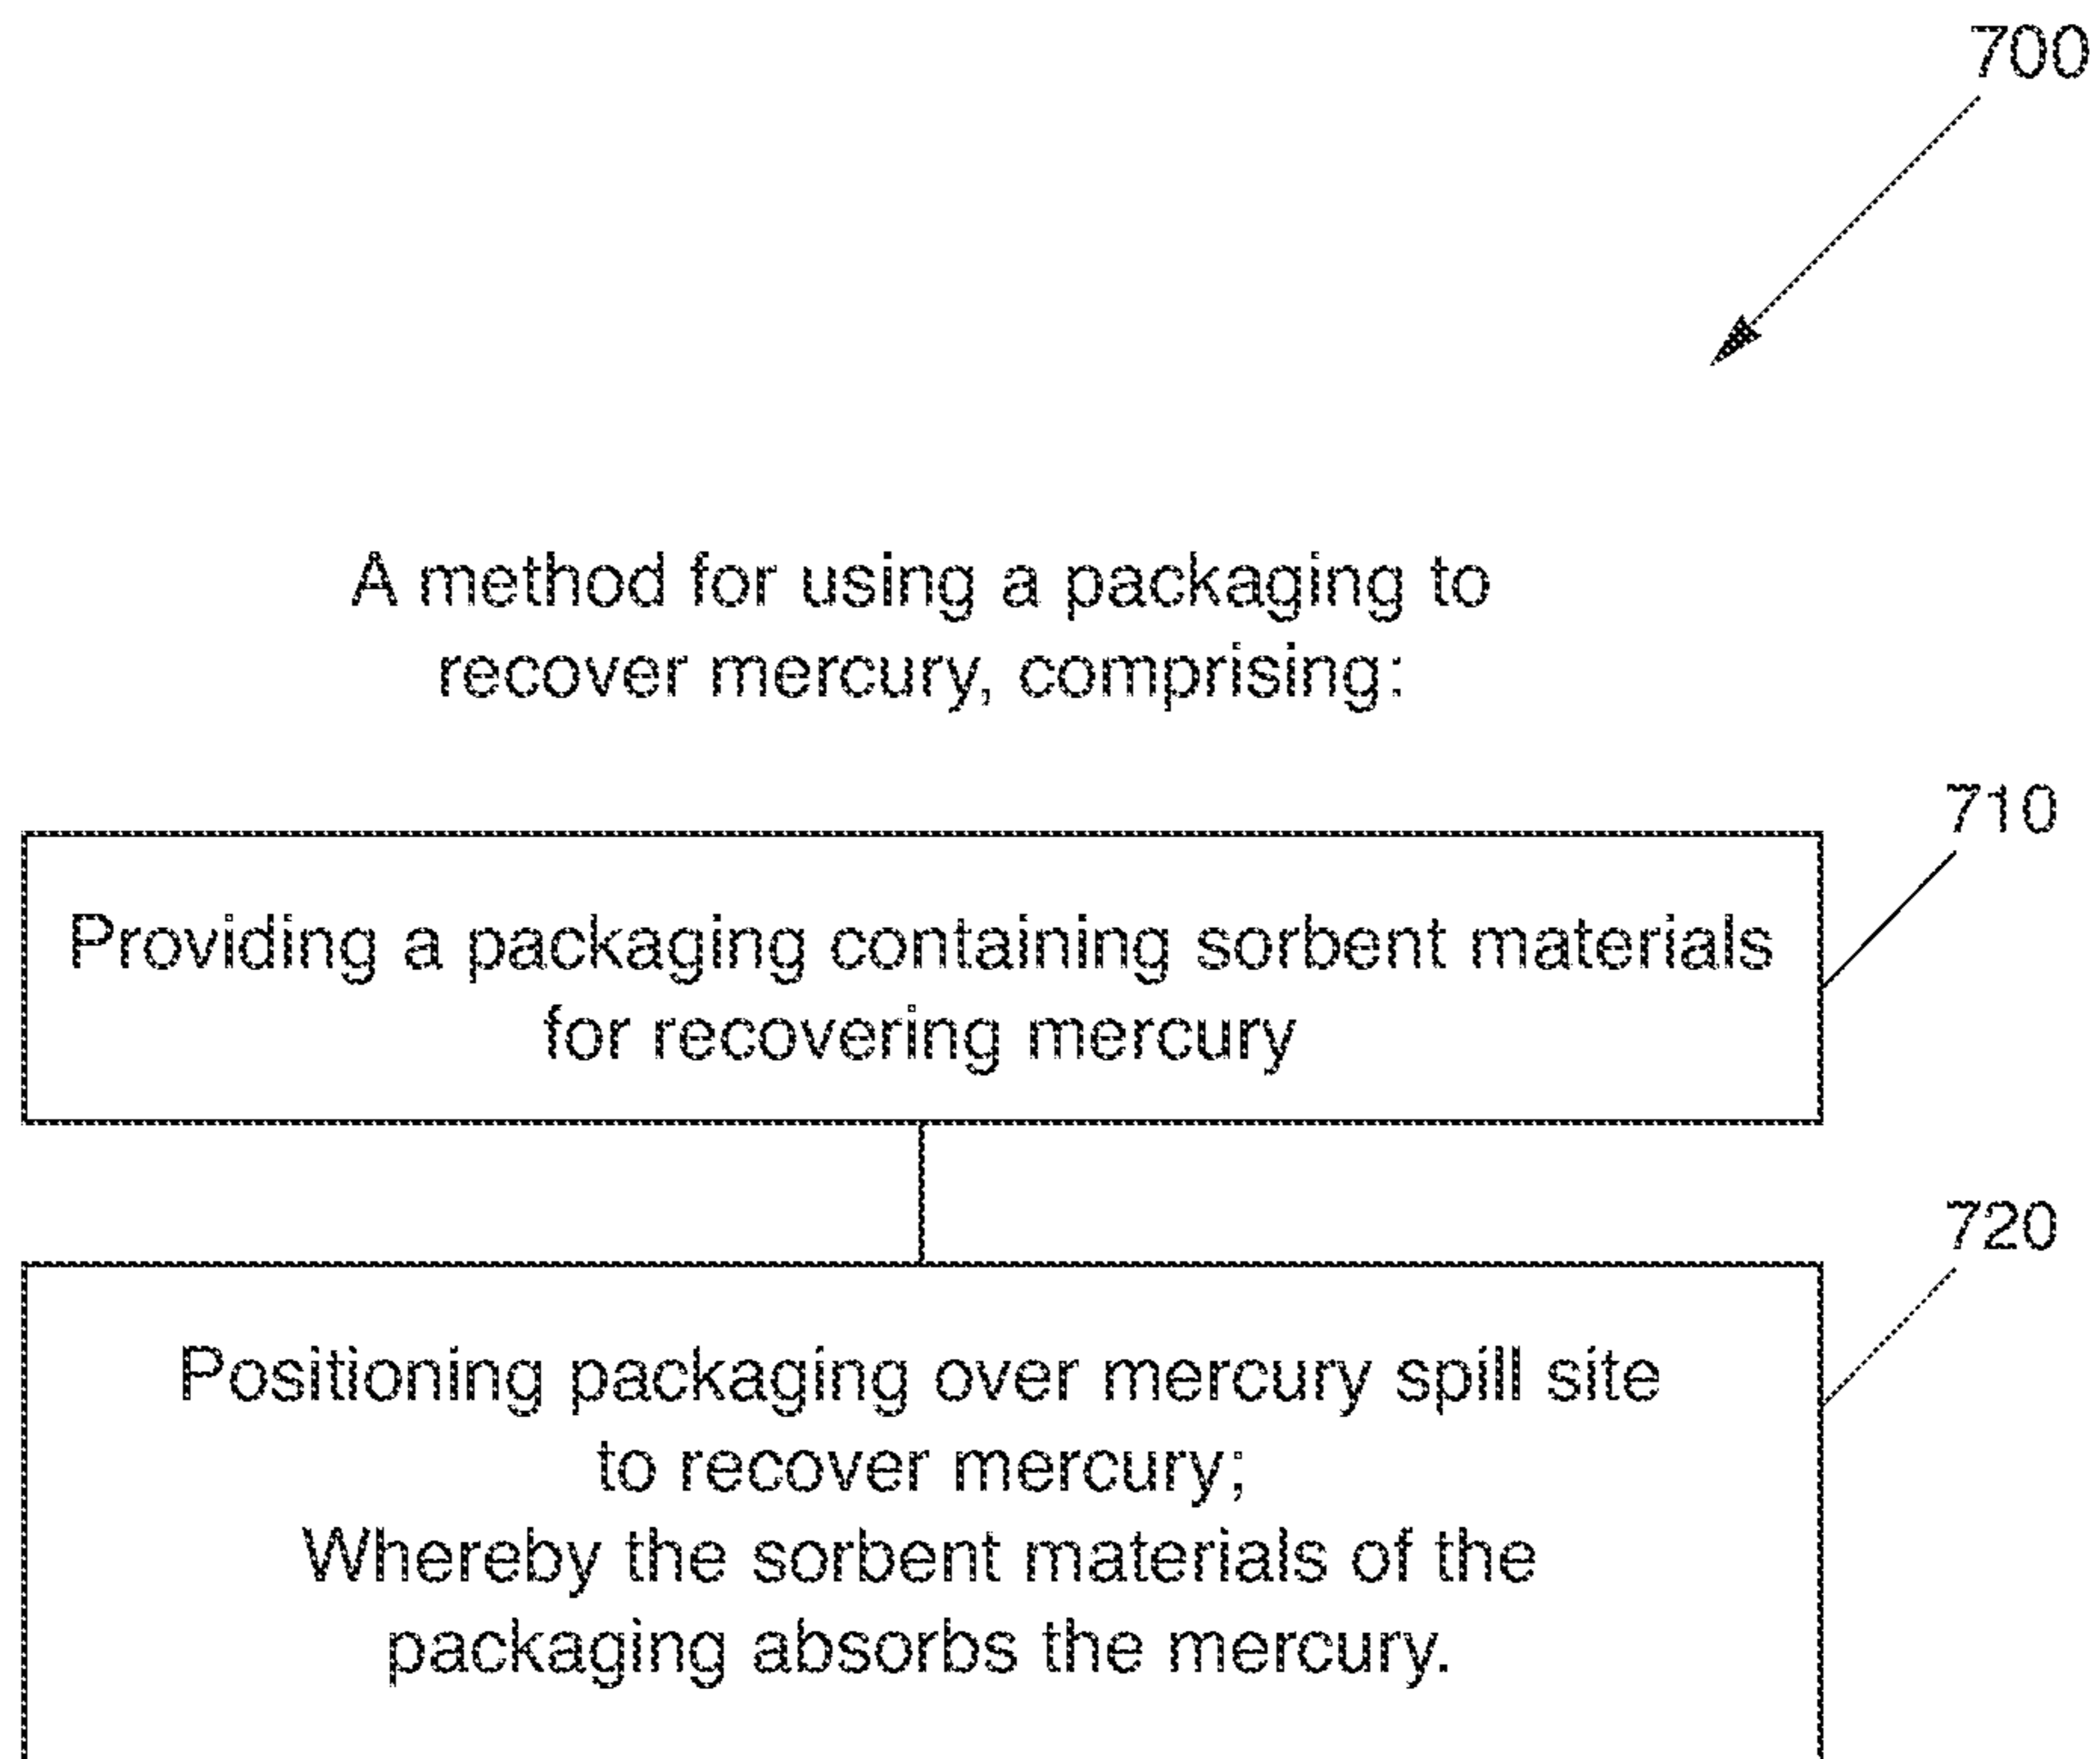 700
A method for using a packaging to
recover mercury, comprising:
710
Providing a packaging containing sorbent materials
for recovering mercury
720
Positioning packaging over mercury spill site
to recover mercury;
Whereby the sorbent materials of the
packaging absorbs the mercury.